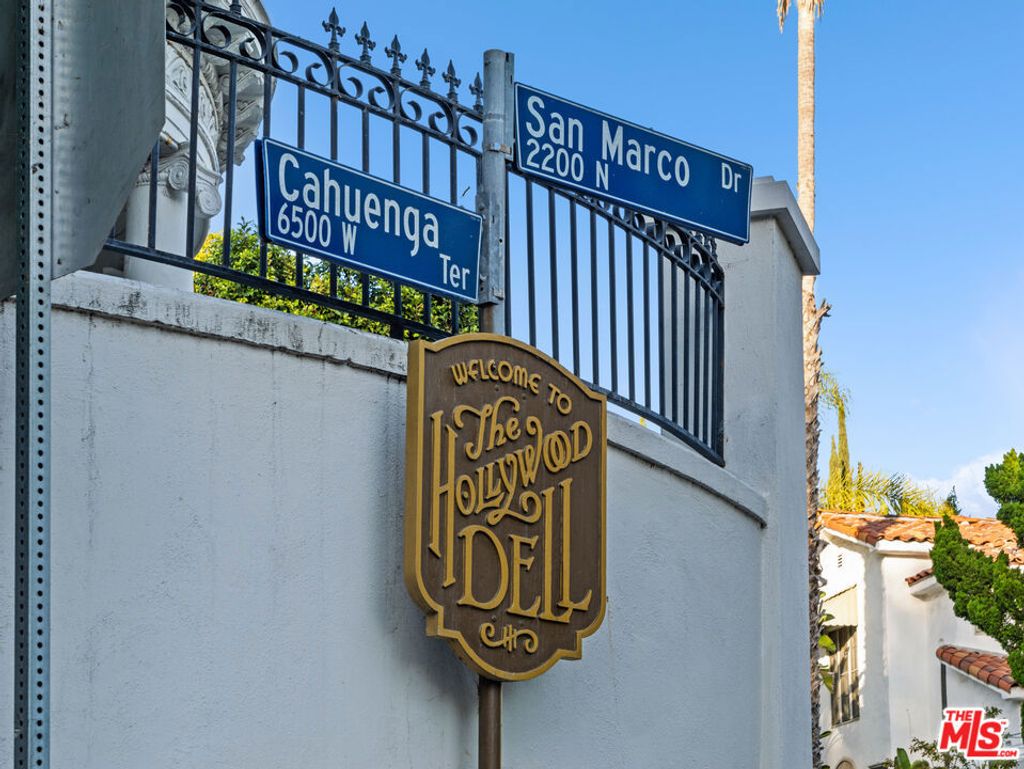 San Marco Dr
2200 N
Cahuenga Ter
6500 W
WELCOME TO
The
HOLLYWOOD
DELL
THE
MLS